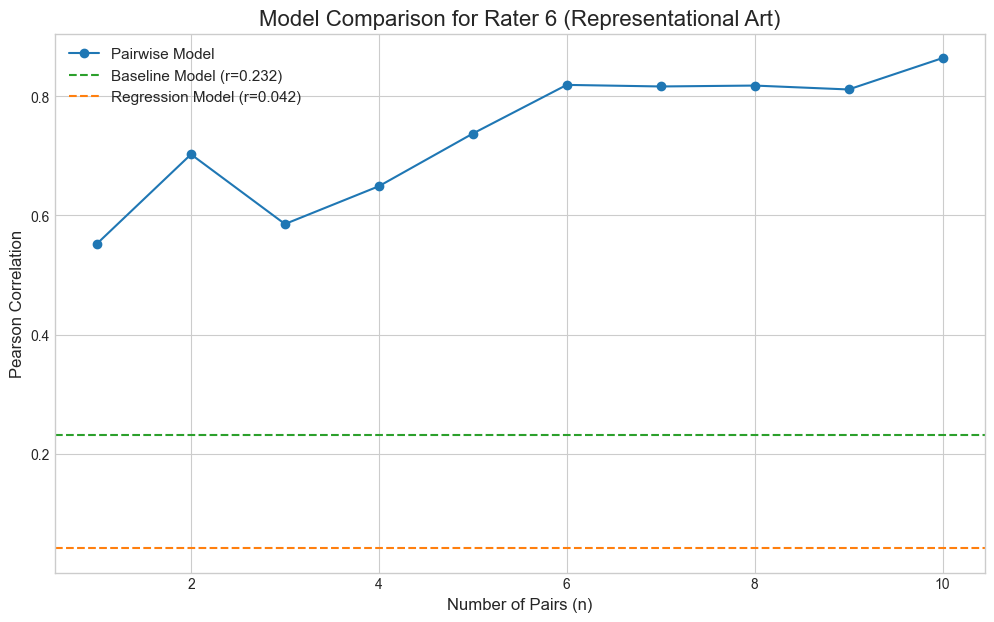 Model Comparison for Rater 6 (Representational Art)
Pairwise Model
Baseline Model (r=0.232)
Regression Model (r=0.042)
Pearson Correlation
0.8
0.6
0.4
0.2
2 4 6 8 10
Number of Pairs (n)